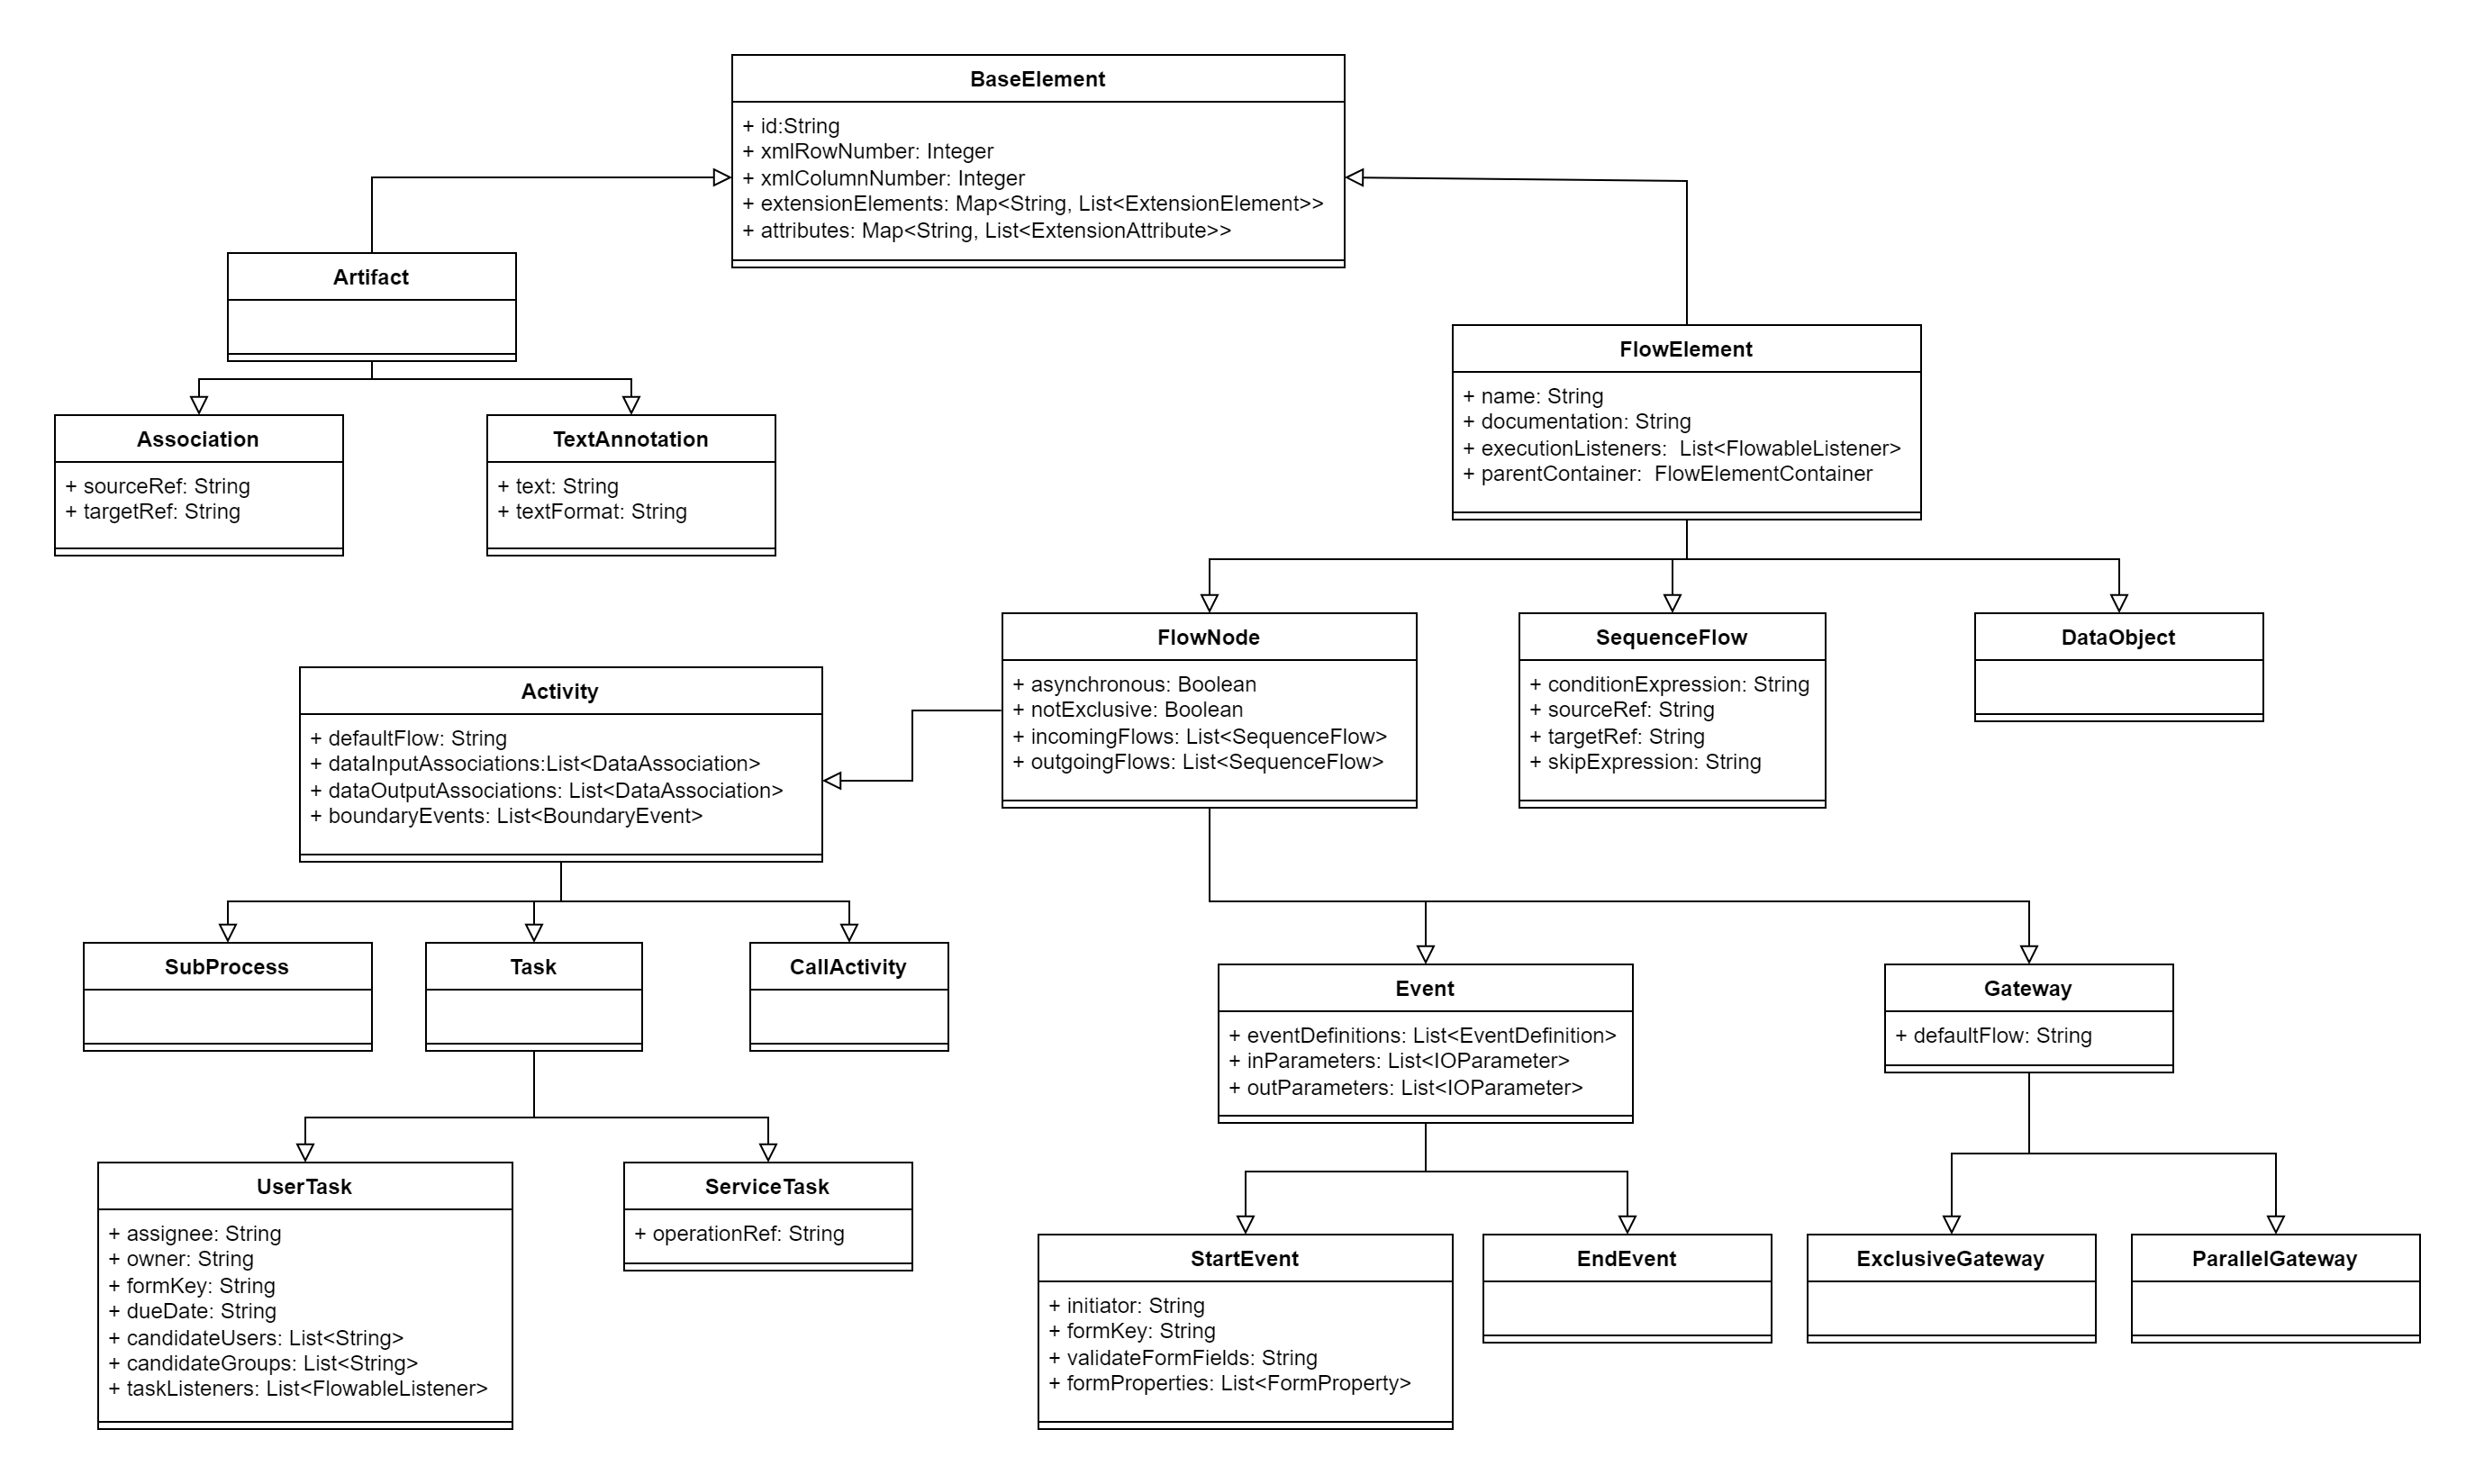 BaseElement
+ id:String
+ xmlRowNumber: Integer
+ xmlColumnNumber: Integer
+ extensionElements: Map<String, List<ExtensionElement>>
+ attributes: Map<String, List<ExtensionAttribute>>
Artifact
FlowElement
+ name: String
+ documentation: String
+ executionListeners:  List<FlowableListener>
+ parentContainer:  FlowElementContainer
Association
+ sourceRef: String
+ targetRef: String
TextAnnotation
+ text: String
+ textFormat: String
FlowNode
+ asynchronous: Boolean
+ notExclusive: Boolean
+ incomingFlows: List<SequenceFlow>
+ outgoingFlows: List<SequenceFlow>
SequenceFlow
+ conditionExpression: String
+ sourceRef: String
+ targetRef: String
+ skipExpression: String
DataObject
Activity
+ defaultFlow: String
+ dataInputAssociations:List<DataAssociation>
+ dataOutputAssociations: List<DataAssociation>
+ boundaryEvents: List<BoundaryEvent>
SubProcess
Task
CallActivity
Event
+ eventDefinitions: List<EventDefinition>
+ inParameters: List<IOParameter>
+ outParameters: List<IOParameter>
Gateway
+ defaultFlow: String
UserTask
+ assignee: String
+ owner: String
+ formKey: String
+ dueDate: String
+ candidateUsers: List<String>
+ candidateGroups: List<String>
+ taskListeners: List<FlowableListener>
ServiceTask
+ operationRef: String
StartEvent
+ initiator: String
+ formKey: String
+ validateFormFields: String
+ formProperties: List<FormProperty>
EndEvent
ExclusiveGateway
ParallelGateway